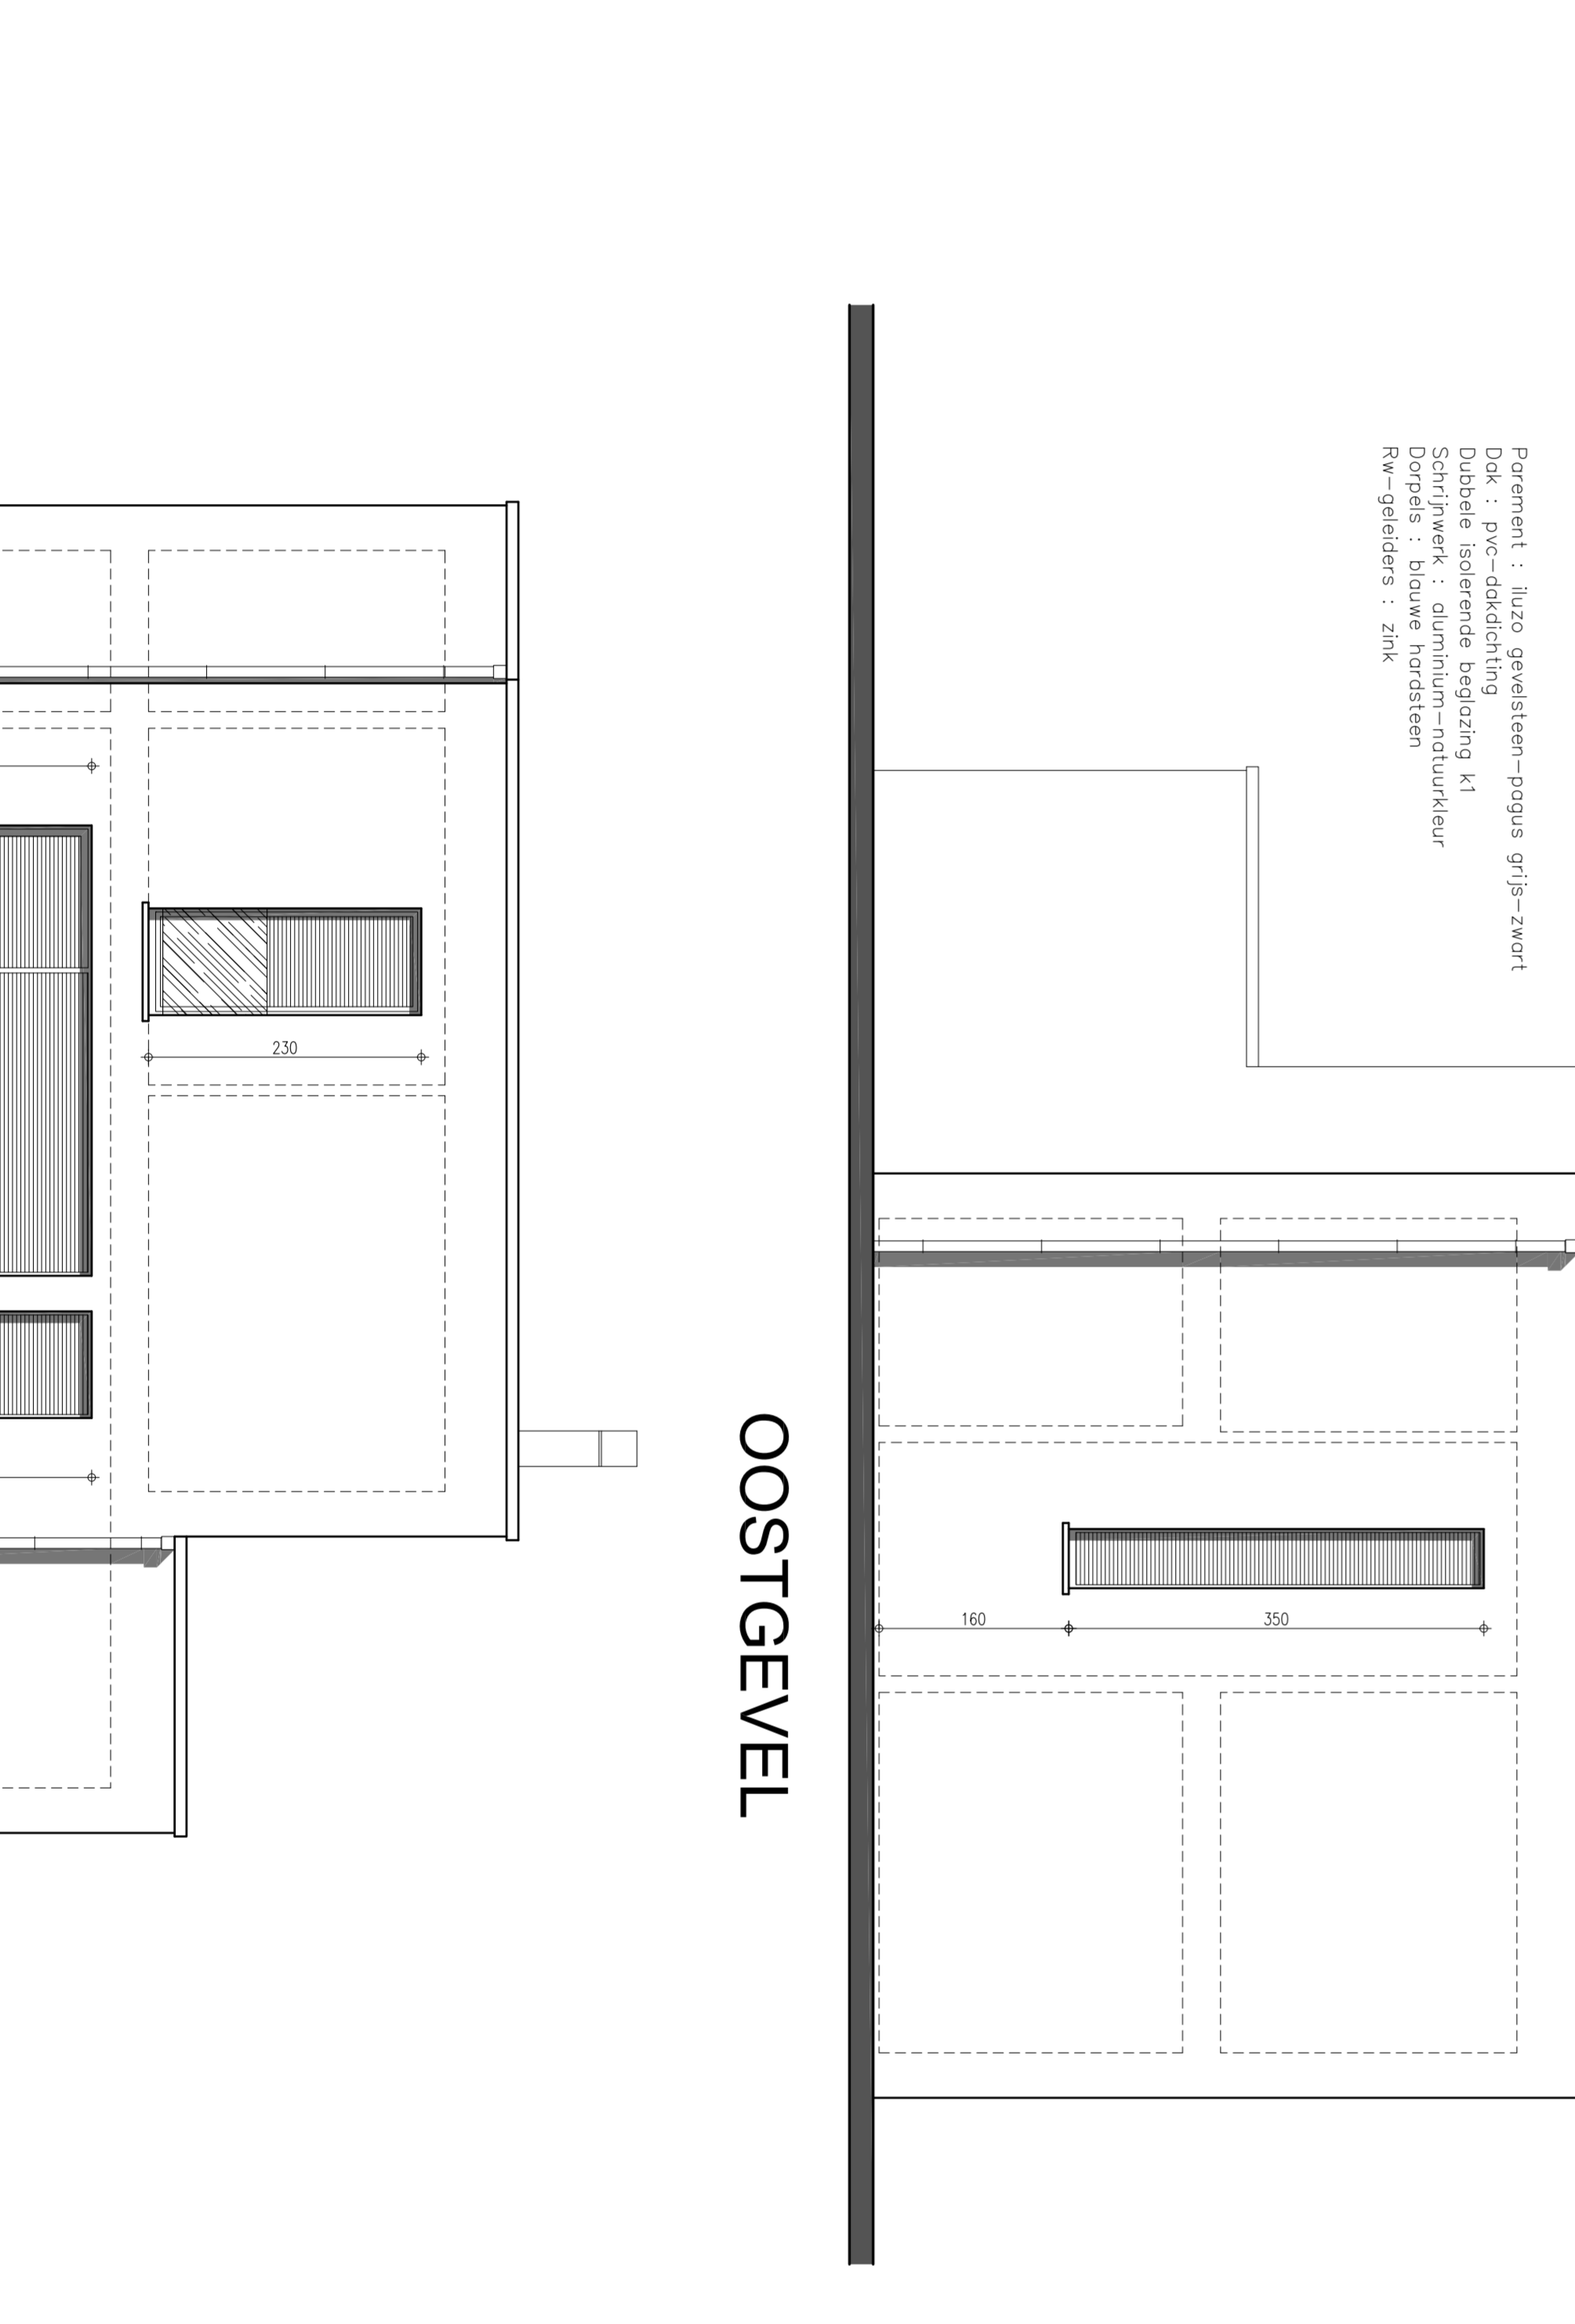 Parement : iluzo gevelsteen-pagus grijs-zwart
Dak : pvc-dakdichting
Dubbele isolerende beglazing k1
Schrijnwerk : aluminium-natuurkleur
Dorpels : blauwe hardsteen
Rw-geleiders : zink
350
160
OOSTGEVEL
230